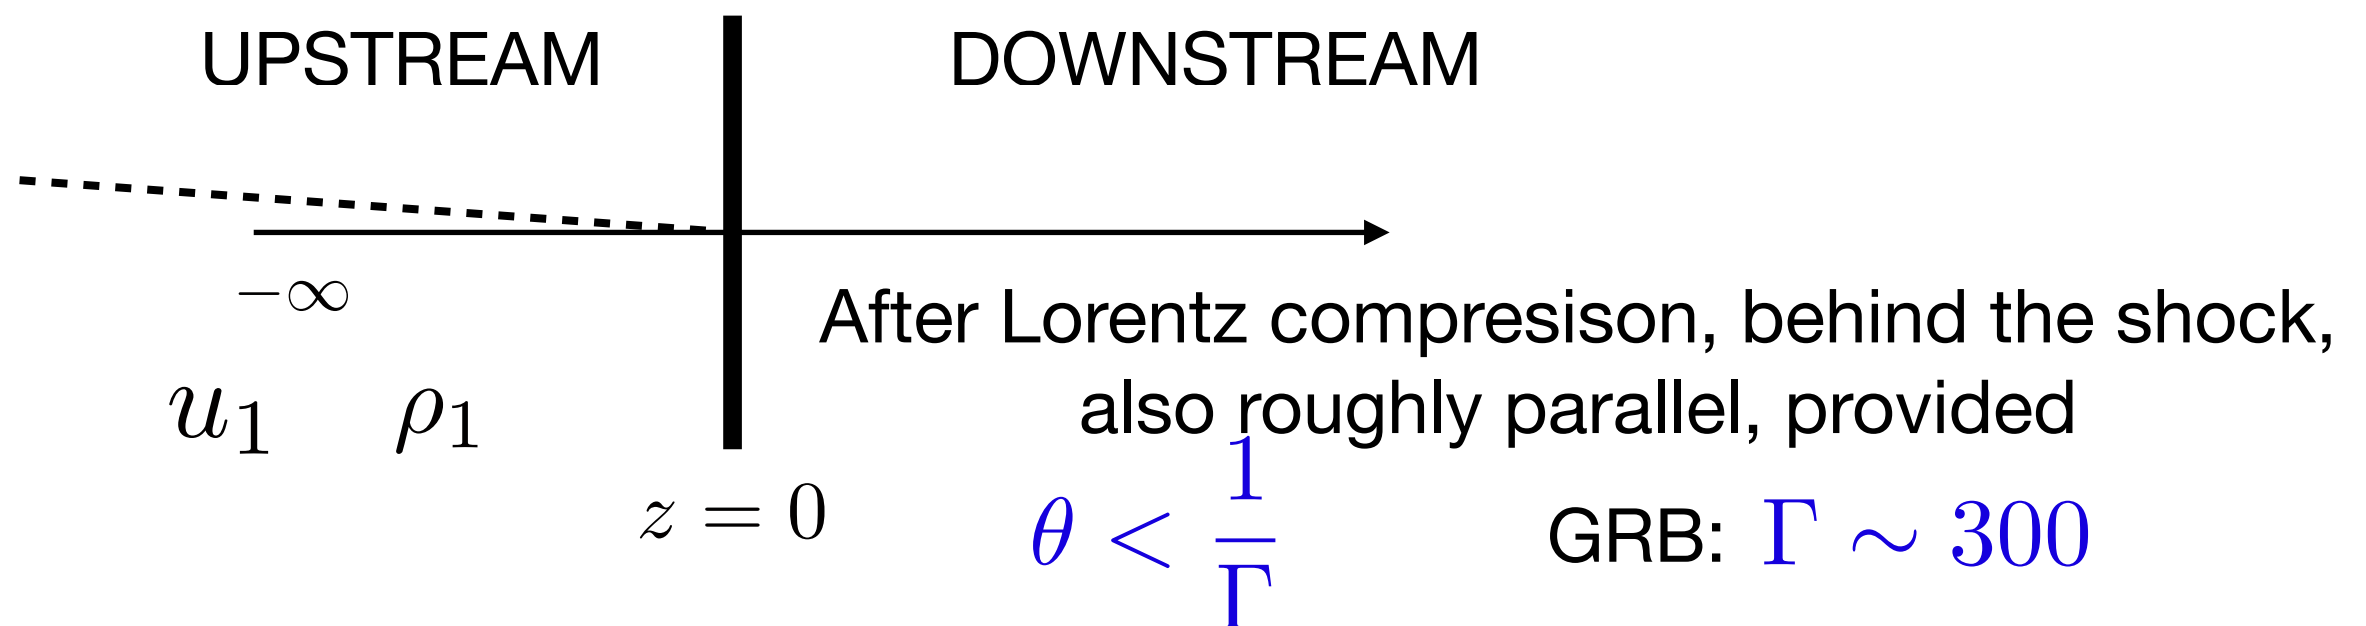 UPSTREAM DOWNSTREAM
−∞
After Lorentz compresison, behind the shock,
u₁ ρ₁
also roughly parallel, provided
z = 0
θ < 1/Γ
GRB: Γ ∼ 300